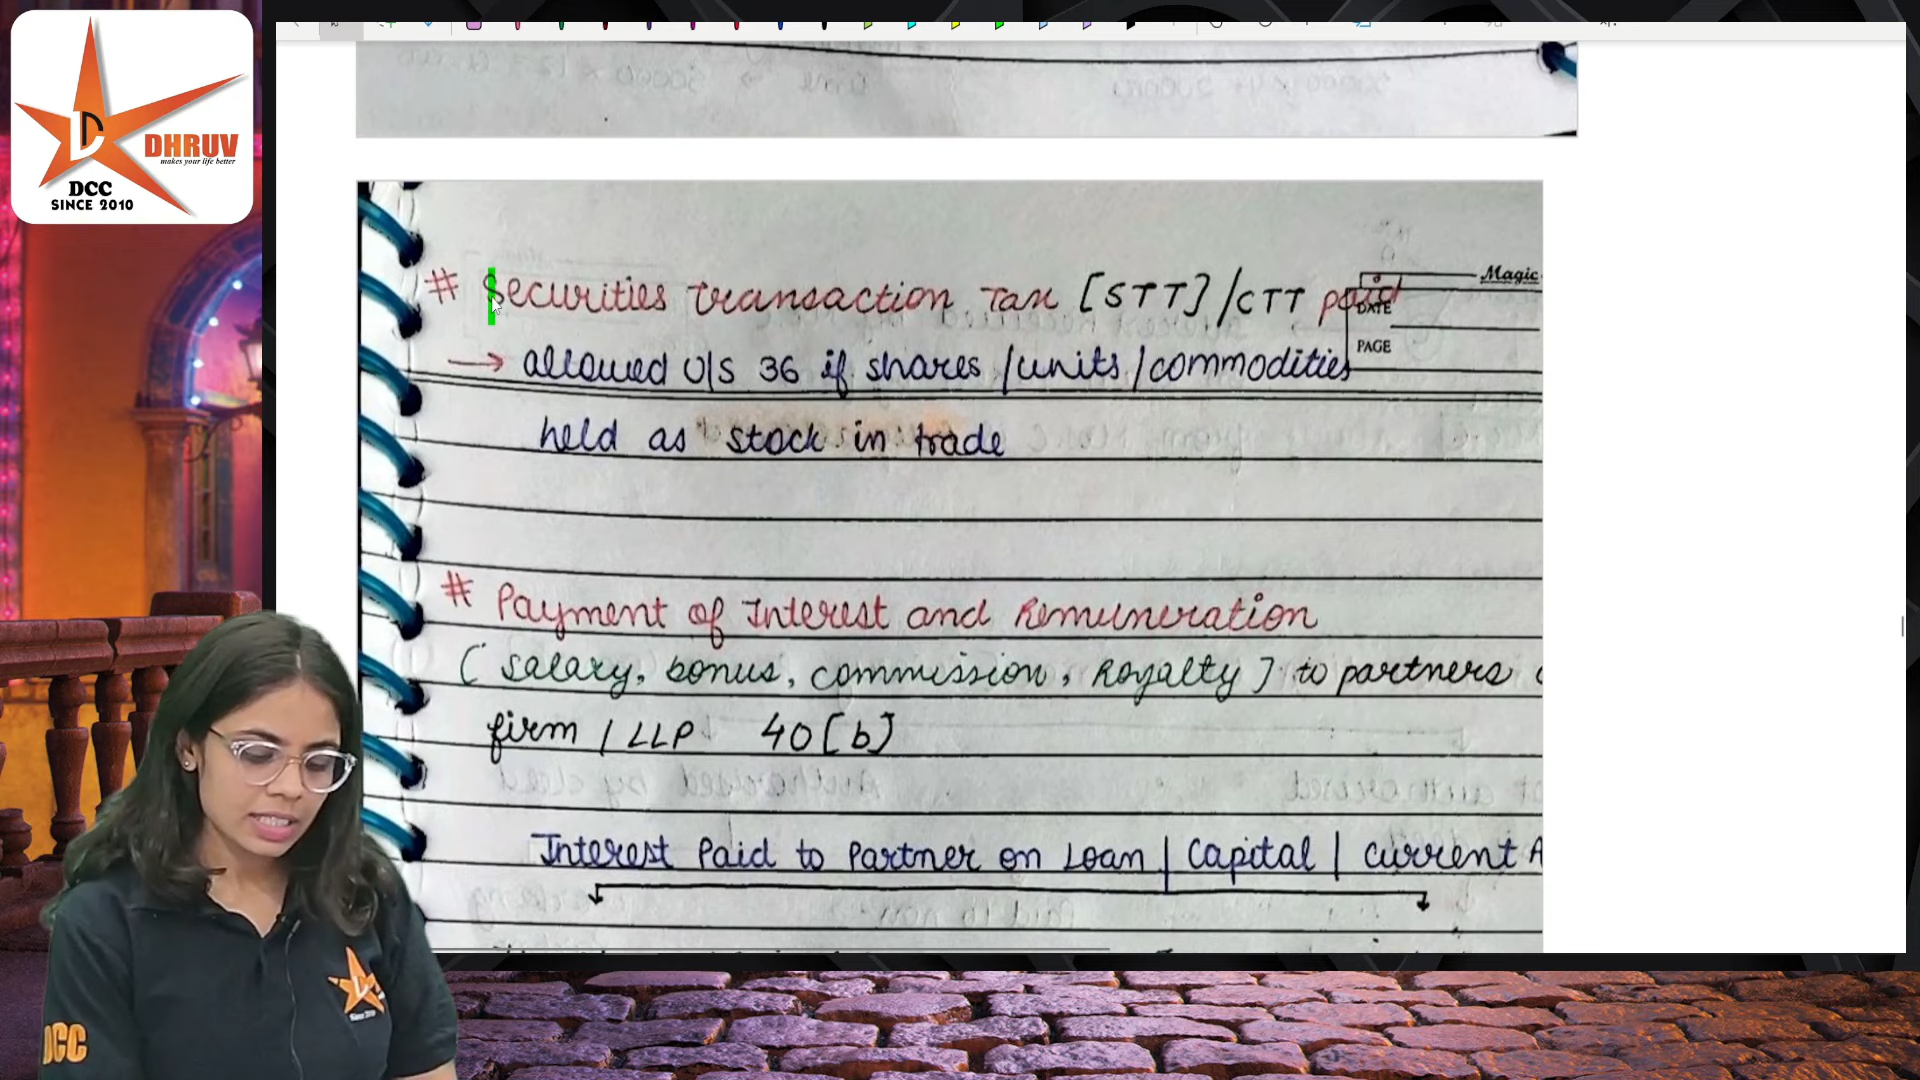 DHRUV
makes your life better
DCC
SINCE 2010
Magic
DATE
PAGE
# Securities transaction Tax [STT]/CTT paid
→ allowed U/S 36 if shares /units/commodities
held as stock in trade
# Payment of Interest and Remuneration
( Salary, bonus, commission, Royalty ] to partners
firm / LLP 40[b]
Interest Paid to Partner on Loan | Capital | current A
DCC
Since 2010